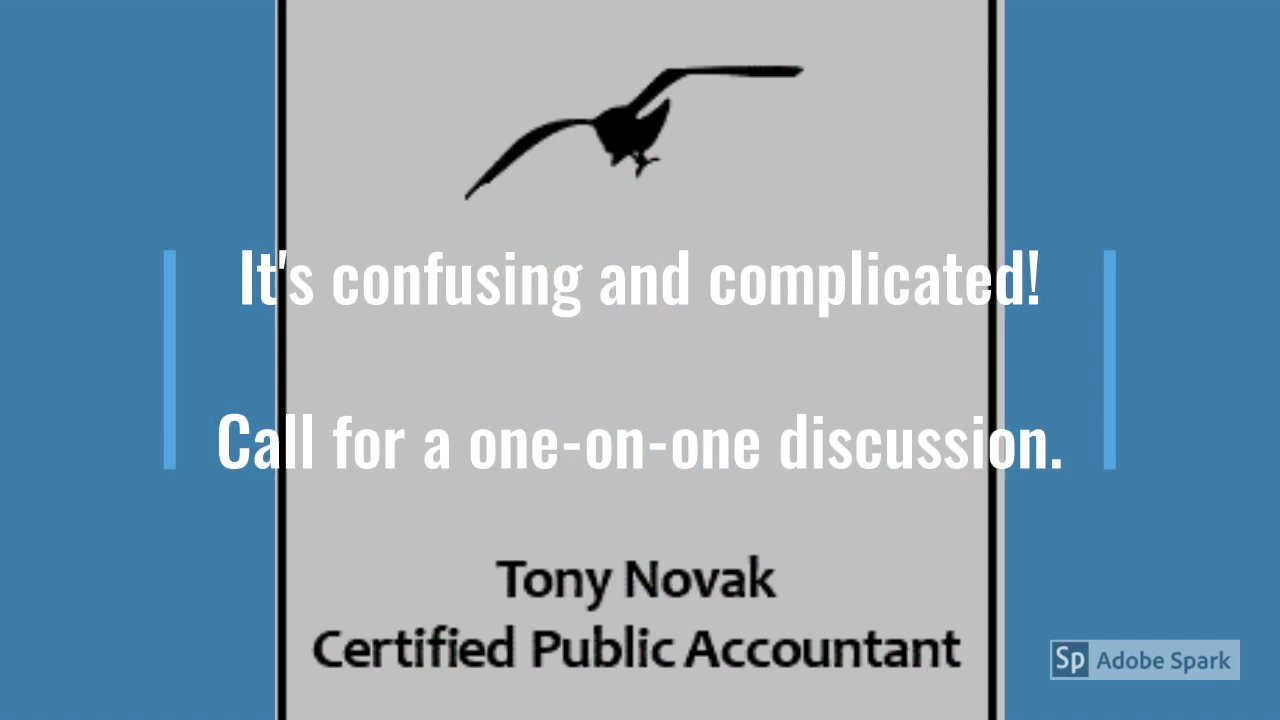 It's confusing and complicated!
Call for a one-on-one discussion.
Tony Novak
Certified Public Accountant
Sp Adobe Spark